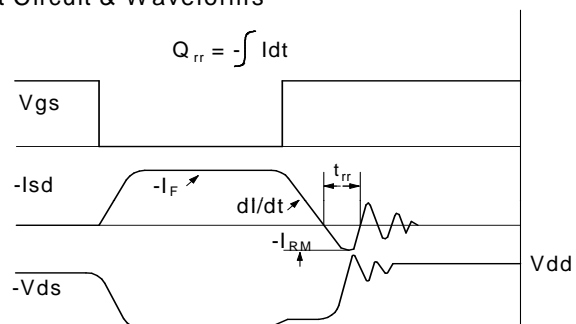 t Circuit & Waveforms
Q rr = -∫ Idt
Vgs
-Isd
-I F
dI/dt
t rr
-I RM
Vdd
-Vds